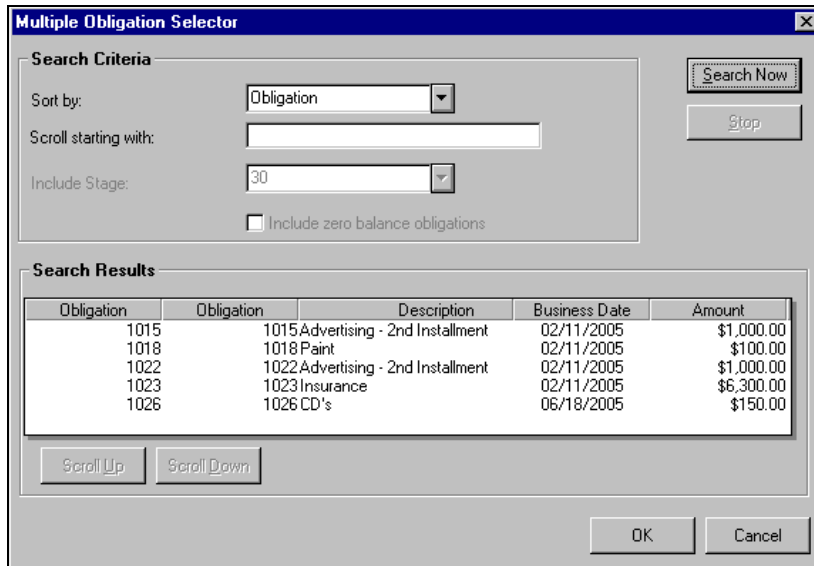 Multiple Obligation Selector
Search Criteria
Search Now
Sort by: Obligation
Stop
Scroll starting with:
Include Stage: 30
Include zero balance obligations
Search Results
Obligation Obligation Description Business Date Amount
1015 1015 Advertising - 2nd Installment 02/11/2005 $1,000.00
1018 1018 Paint 02/11/2005 $100.00
1022 1022 Advertising - 2nd Installment 02/11/2005 $1,000.00
1023 1023 Insurance 02/11/2005 $6,300.00
1026 1026 CD's 06/18/2005 $150.00
Scroll Up Scroll Down
OK Cancel